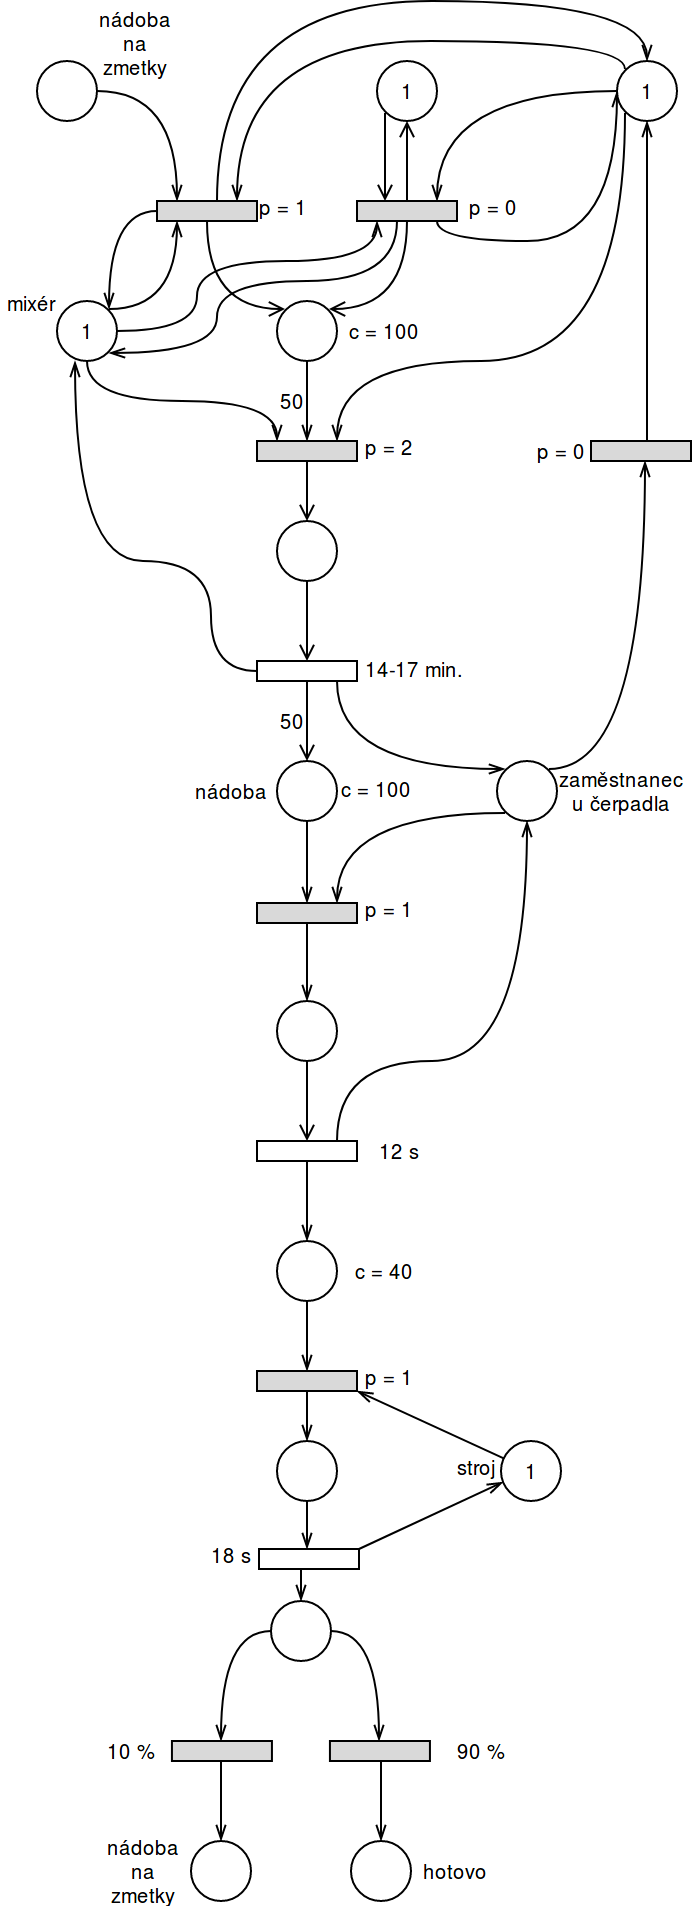 nádoba
na
zmetky
1
1
p = 1
p = 0
mixér
1
c = 100
50
p = 2
p = 0
14-17 min.
50
nádoba
c = 100
zaměstnanec
u čerpadla
p = 1
12 s
c = 40
p = 1
stroj
1
18 s
10 %
90 %
nádoba
na
zmetky
hotovo